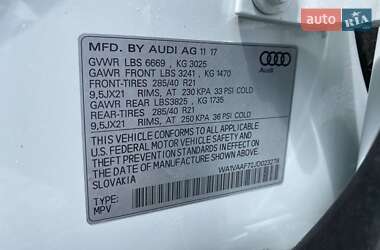 RST auto.ria.com
MFD. BY AUDI AG 11 17
GVWR LBS 6669 , KG 3025
GAWR FRONT LBS 3241 , KG 1470
FRONT-TIRES 285/40 R21
9,5JX21 RIMS, AT 230 KPA 33 PSI COLD
GAWR REAR LBS3825 , KG 1735
REAR-TIRES 285/40 R21
9,5JX21 RIMS, AT 250 KPA 36 PSI COLD
THIS VEHICLE CONFORMS TO ALL APPLICABLE
U.S. FEDERAL MOTOR VEHICLE SAFETY
STANDARDS IN EFFECT ON THE DATE OF
MANUFACTURE SHOWN ABOVE.
SLOVAKIA
TYPE:
MPV
Audi